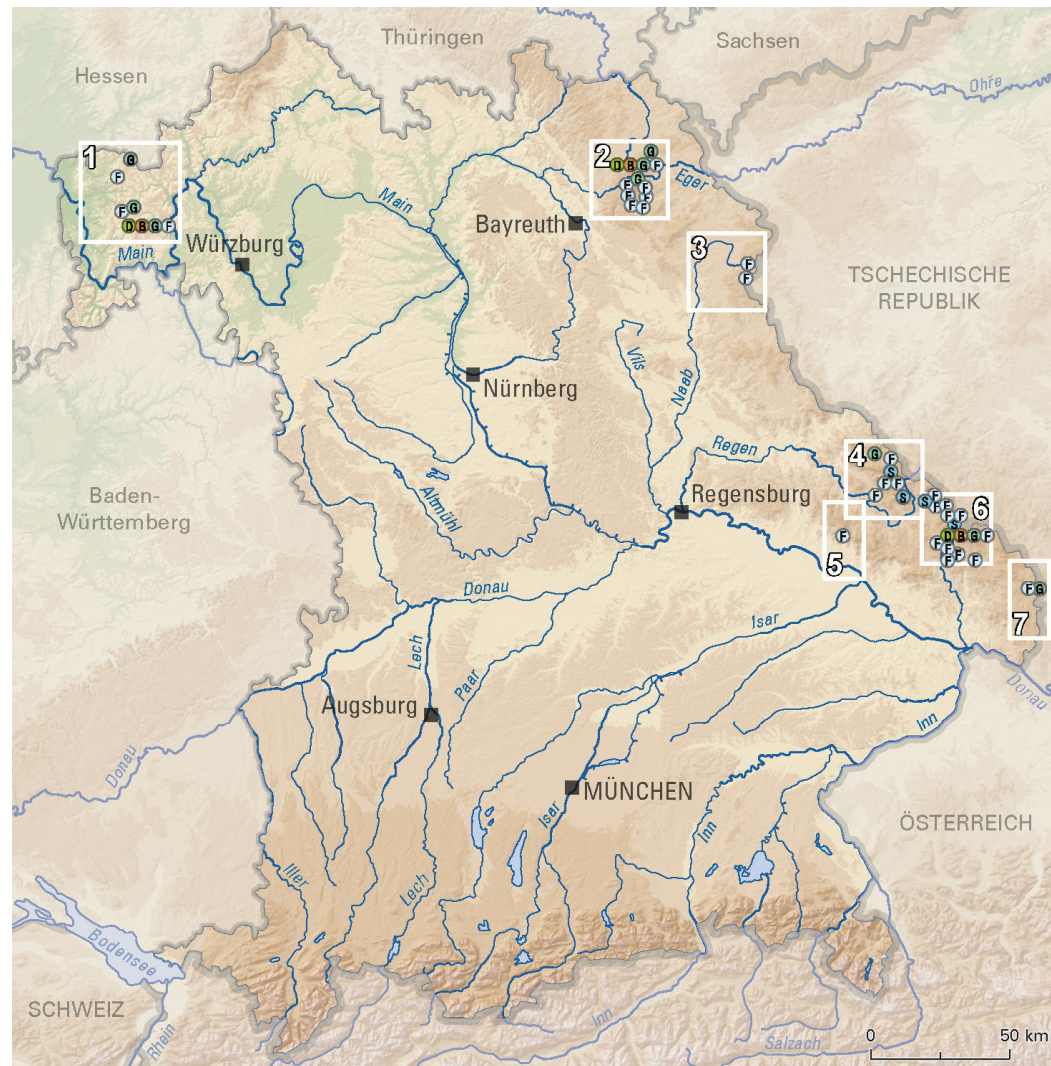 Thüringen
Sachsen
Hessen
Ohře
1
G
F
F
G
D B G F
2
G
D B G F
G
F F
F F
F F
Eger
Main
Main
Würzburg
Bayreuth
3
F
F
TSCHECHISCHE
REPUBLIK
Vils
Naab
Nürnberg
Regen
4
G
F
S
F F
F
S
Baden-
Württemberg
Altmühl
Regensburg
5
F
6
S
F
F
F
F F
S
D B G F
F
F
F
F
F
Donau
7
F G
Lech
Paar
Isar
Donau
Augsburg
Inn
Donau
MÜNCHEN
Isar
Inn
ÖSTERREICH
Iller
Lech
Bodensee
SCHWEIZ
Rhein
Inn
Salzach
0 50 km